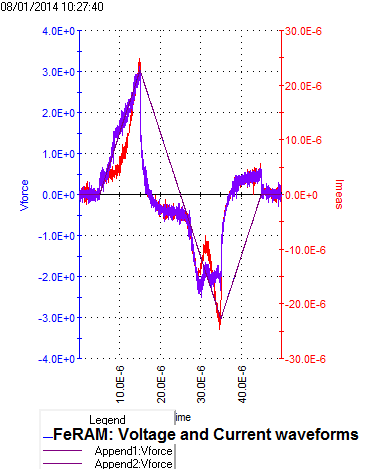 08/01/2014 10:27:40
4.0E+0
30.0E-6
3.0E+0
20.0E-6
2.0E+0
1.0E+0
10.0E-6
Vforce
0.0E+0
0.0E+0
Imeas
-1.0E+0
-10.0E-6
-2.0E+0
-20.0E-6
-3.0E+0
-4.0E+0
-30.0E-6
10.0E-6
20.0E-6
30.0E-6
40.0E-6
Legend
ime
FeRAM: Voltage and Current waveforms
Append1:Vforce
Append2:Vforce